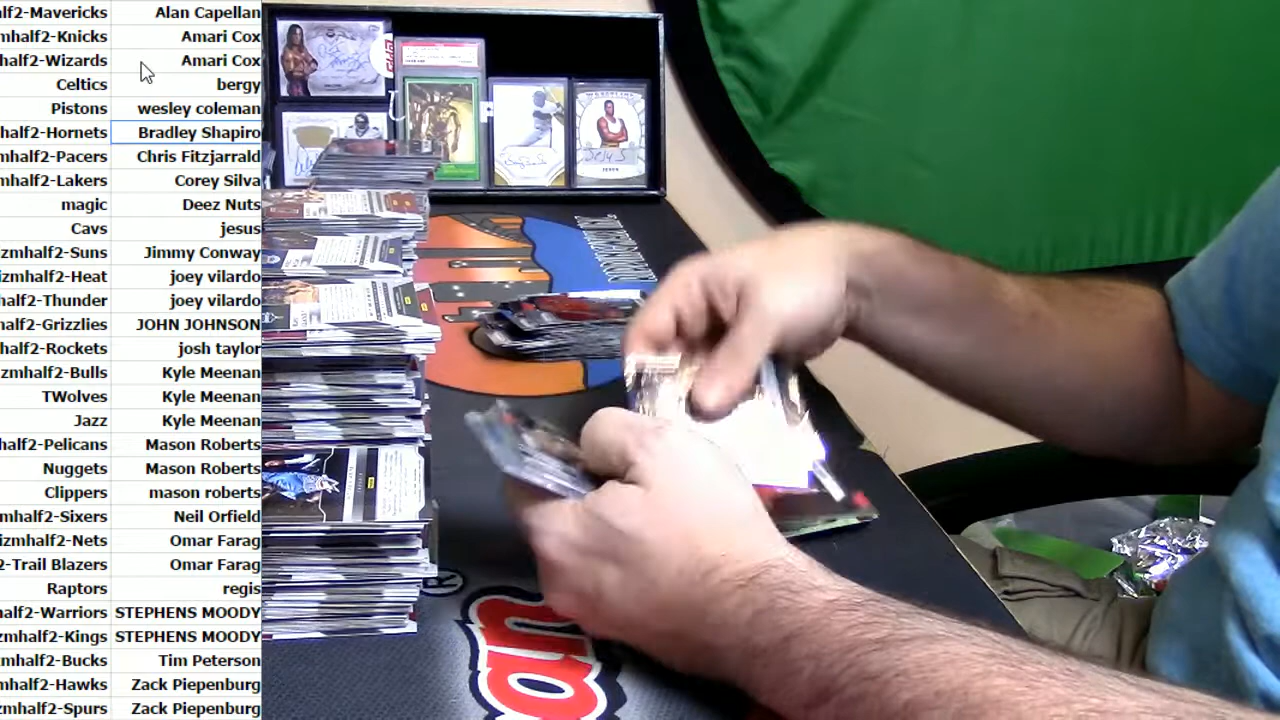 alf2-Mavericks Alan Capellan
mhalf2-Knicks Amari Cox
half2-Wizards Amari Cox
Celtics bergy
Pistons wesley coleman
half2-Hornets Bradley Shapiro
mhalf2-Pacers Chris Fitzjarrald
mhalf2-Lakers Corey Silva
magic Deez Nuts
Cavs jesus
izmhalf2-Suns Jimmy Conway
izmhalf2-Heat joey vilardo
half2-Thunder joey vilardo
half2-Grizzlies JOHN JOHNSON
half2-Rockets josh taylor
zmhalf2-Bulls Kyle Meenan
TWolves Kyle Meenan
Jazz Kyle Meenan
half2-Pelicans Mason Roberts
Nuggets Mason Roberts
Clippers mason roberts
mhalf2-Sixers Neil Orfield
izmhalf2-Nets Omar Farag
2-Trail Blazers Omar Farag
Raptors regis
half2-Warriors STEPHENS MOODY
zmhalf2-Kings STEPHENS MOODY
zmhalf2-Bucks Tim Peterson
mhalf2-Hawks Zack Piepenburg
mhalf2-Spurs Zack Piepenburg